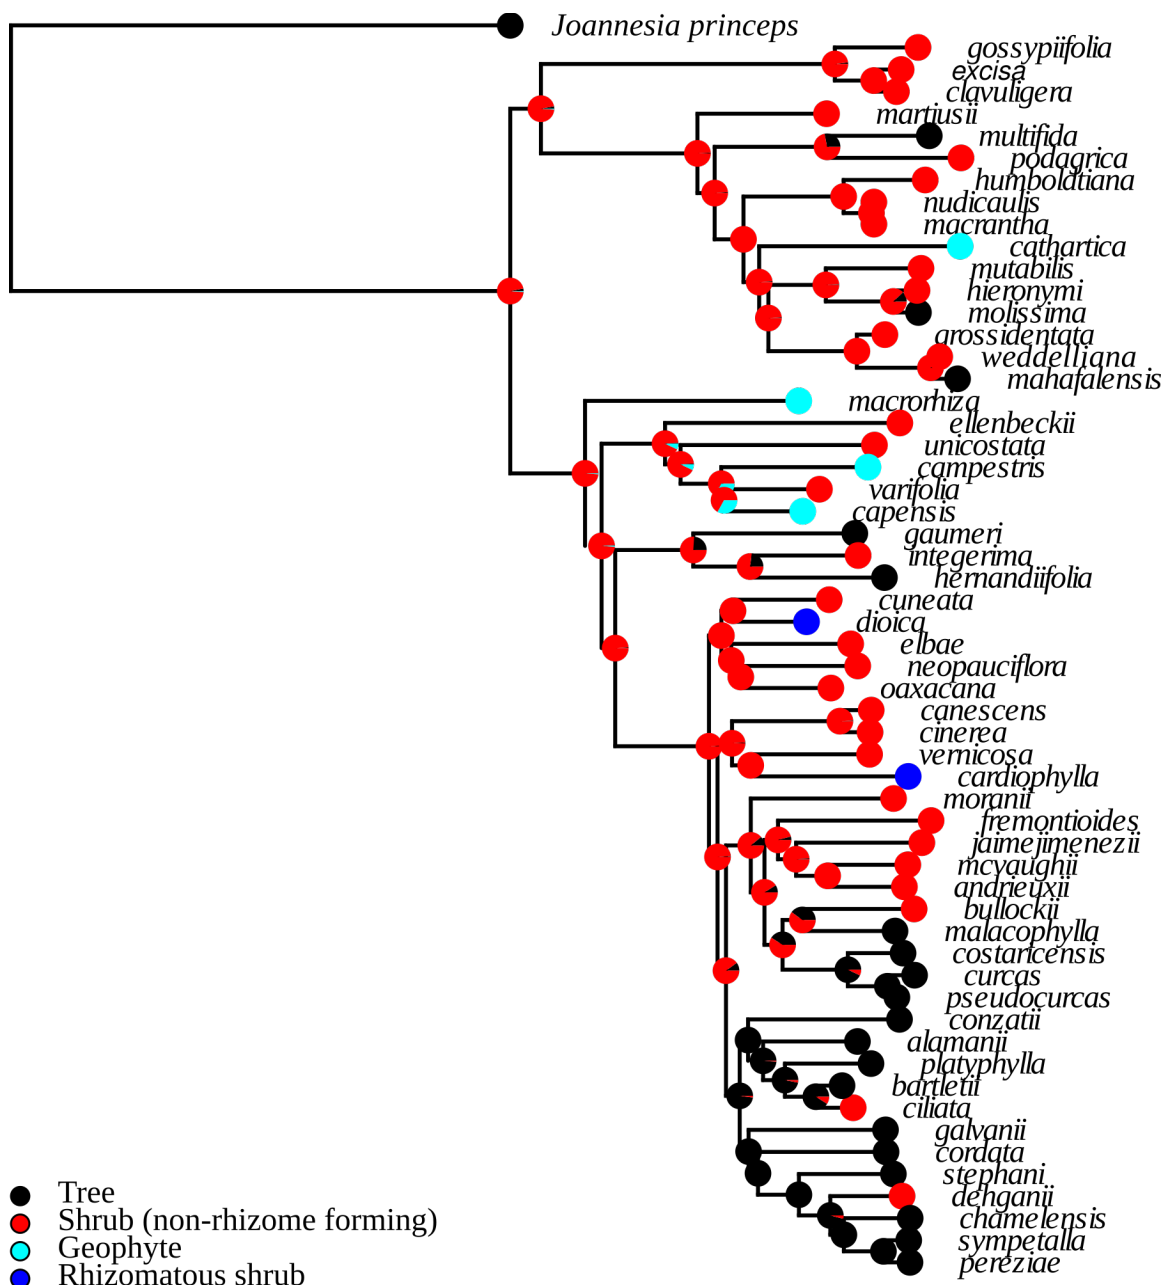 Joannesia princeps
gossypiifolia
excisa
clavuligera
martiusii
multifida
podagrica
humboldtiana
nudicaulis
macrantha
cathartica
mutabilis
hieronymi
molissima
grossidentata
weddelliana
mahafalensis
macrorhiza
ellenbeckii
unicostata
campestris
varifolia
capensis
gaumeri
integerima
hernandiifolia
cuneata
dioica
elbae
neopauciflora
oaxacana
canescens
cinerea
vernicosa
cardiophylla
moranii
fremontioides
jaimejimenezii
mcvaughii
andrieuxii
bullockii
malacophylla
costaricensis
curcas
pseudocurcas
conzatii
alamanii
platyphylla
bartletii
ciliata
galvanii
cordata
stephani
dehganii
chamelensis
sympetalla
pereziae
Tree
Shrub (non-rhizome forming)
Geophyte
Rhizomatous shrub